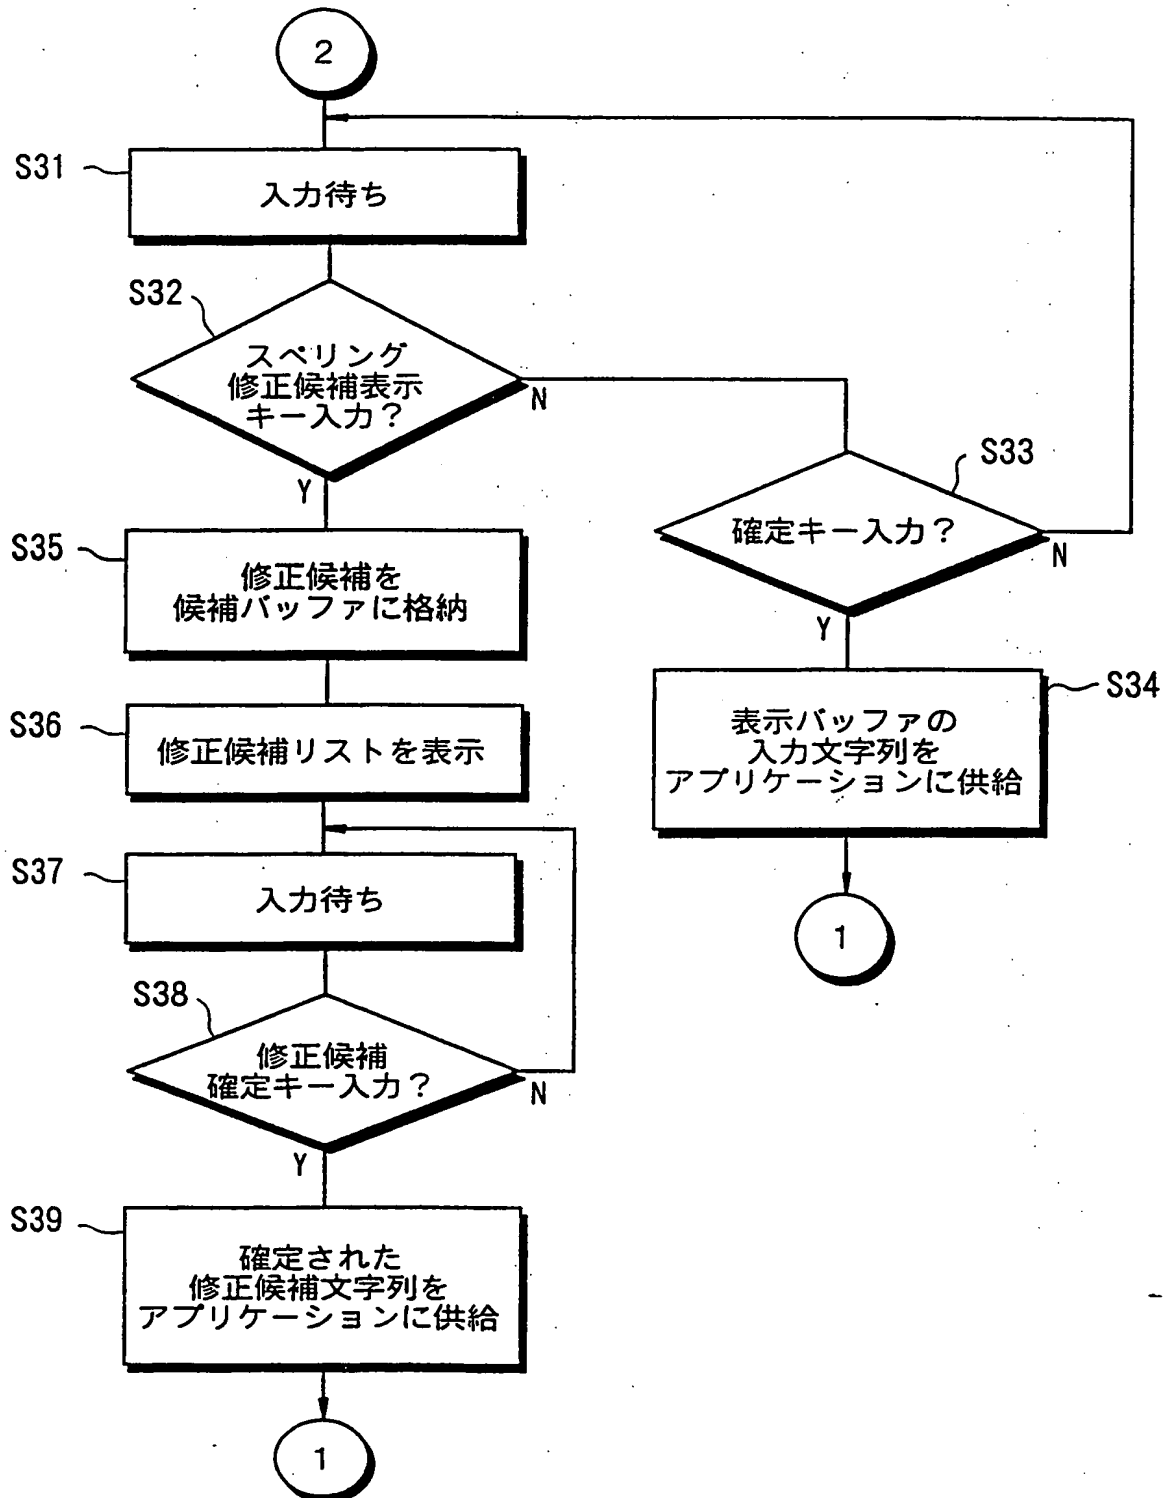 2
S31
入力待ち
S32
スペリング
修正候補表示
キー入力？
N
Y
S33
確定キー入力？
N
Y
S34
表示バッファの
入力文字列を
アプリケーションに供給
1
S35
修正候補を
候補バッファに格納
S36
修正候補リストを表示
S37
入力待ち
S38
修正候補
確定キー入力？
N
Y
S39
確定された
修正候補文字列を
アプリケーションに供給
1